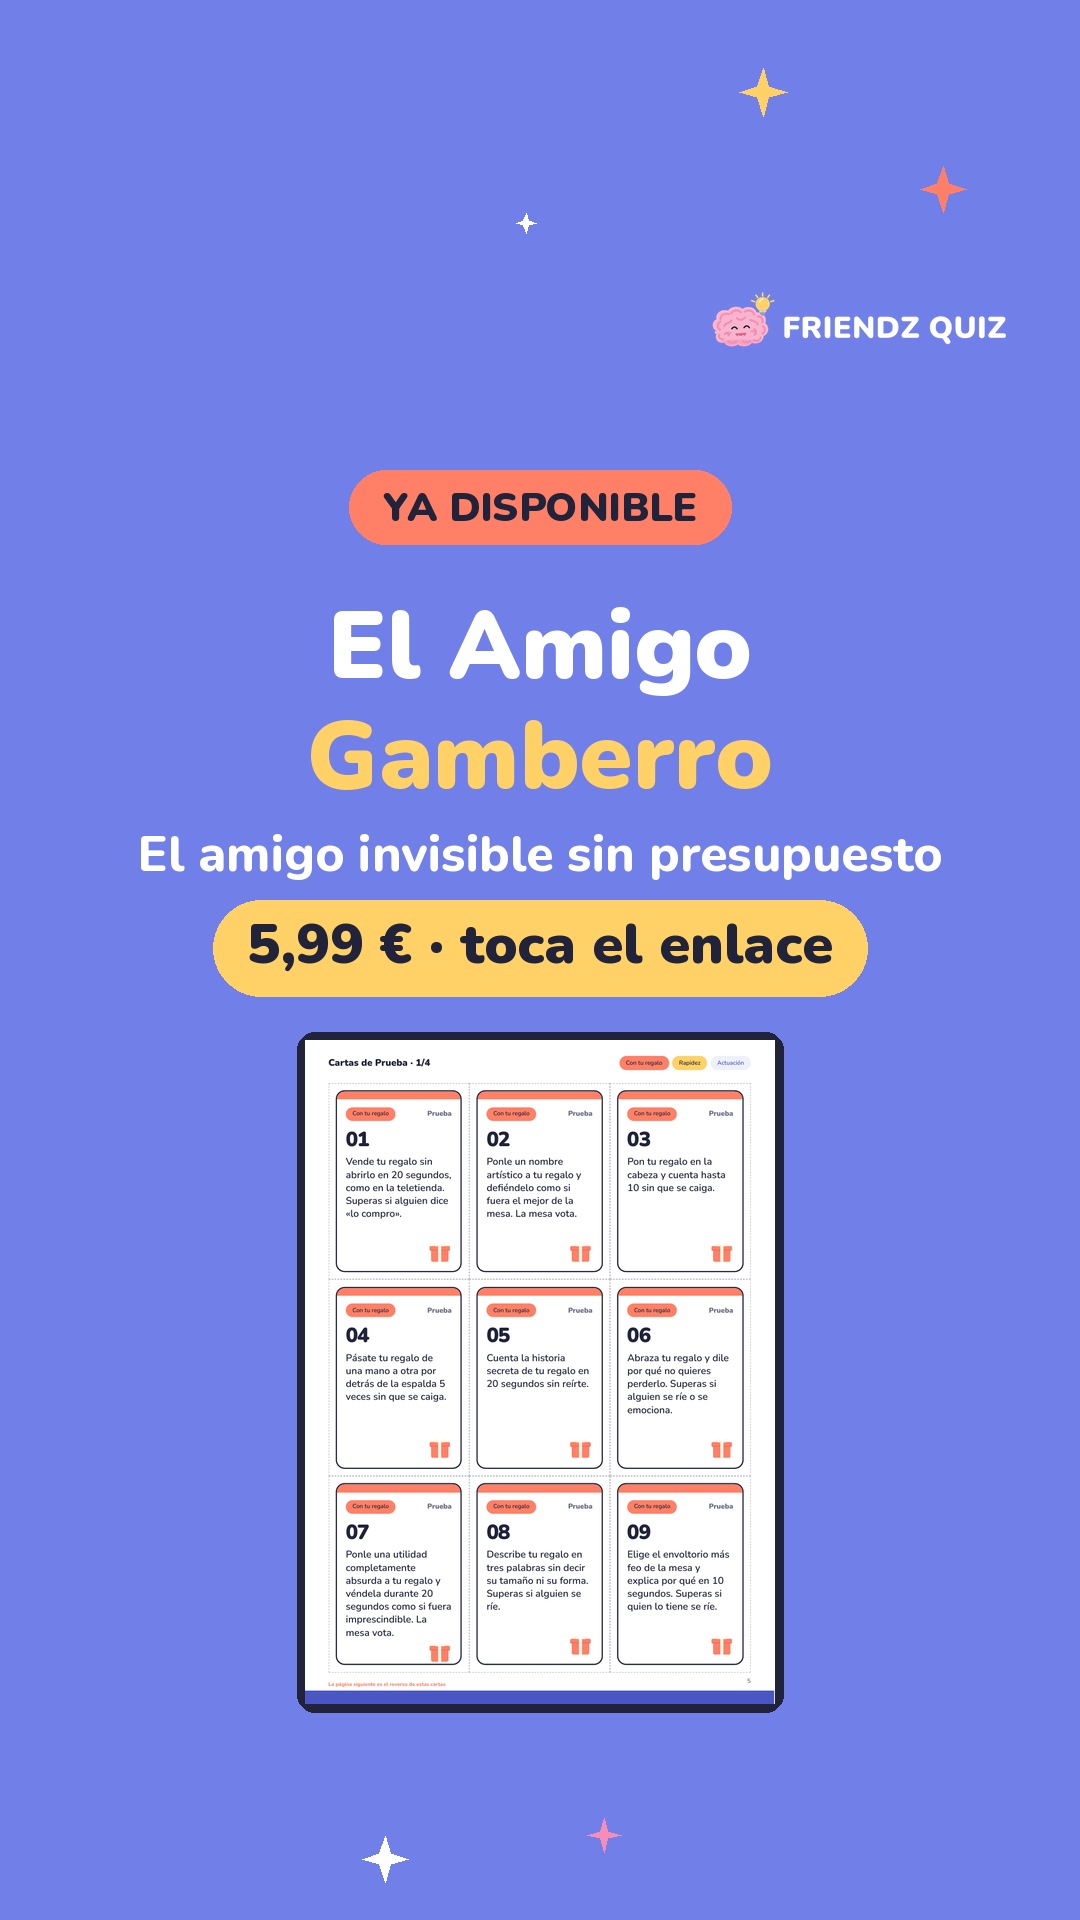 FRIENDZ QUIZ
YA DISPONIBLE
El Amigo
Gamberro
El amigo invisible sin presupuesto
5,99 € · toca el enlace
Cartas de Prueba · 1/4
Con tu regalo Rapidez Actuación
Con tu regalo Prueba
01
Vende tu regalo sin
abrirlo en 20 segundos,
como en la teletienda.
Superas si alguien dice
«lo compro».
Con tu regalo Prueba
02
Ponle un nombre
artístico a tu regalo y
defiéndelo como si
fuera el mejor de la
mesa. La mesa vota.
Con tu regalo Prueba
03
Pon tu regalo en la
cabeza y cuenta hasta
10 sin que se caiga.
Con tu regalo Prueba
04
Pásate tu regalo de
una mano a otra por
detrás de la espalda 5
veces sin que se caiga.
Con tu regalo Prueba
05
Cuenta la historia
secreta de tu regalo en
20 segundos sin reírte.
Con tu regalo Prueba
06
Abraza tu regalo y dile
por qué no quieres
perderlo. Superas si
alguien se ríe o se
emociona.
Con tu regalo Prueba
07
Ponle una utilidad
completamente
absurda a tu regalo y
véndela durante 20
segundos como si fuera
imprescindible. La
mesa vota.
Con tu regalo Prueba
08
Describe tu regalo en
tres palabras sin decir
su tamaño ni su forma.
Superas si alguien se
ríe.
Con tu regalo Prueba
09
Elige el envoltorio más
feo de la mesa y
explica por qué en 10
segundos. Superas si
quien lo tiene se ríe.
La página siguiente es el reverso de estas cartas
5